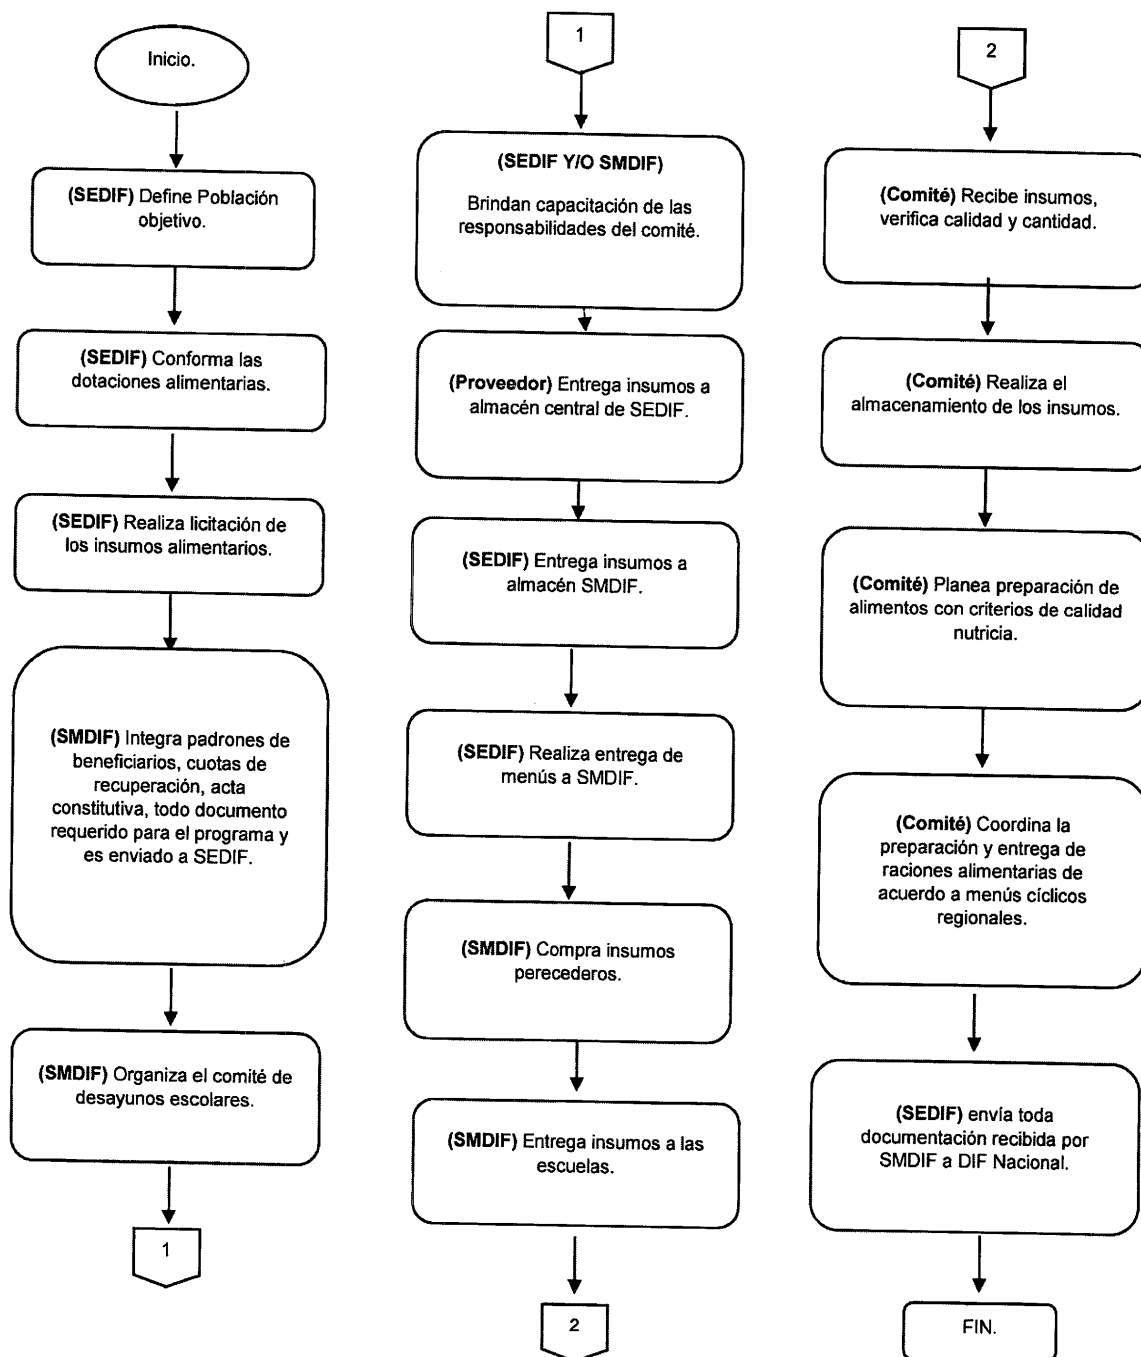 Inicio.
(SEDIF) Define Población
objetivo.
(SEDIF) Conforma las
dotaciones alimentarias.
(SEDIF) Realiza licitación de
los insumos alimentarios.
(SMDIF) Integra padrones de
beneficiarios, cuotas de
recuperación, acta
constitutiva, todo documento
requerido para el programa y
es enviado a SEDIF.
(SMDIF) Organiza el comité de
desayunos escolares.
1
1
(SEDIF Y/O SMDIF)
Brindan capacitación de las
responsabilidades del comité.
(Proveedor) Entrega insumos a
almacén central de SEDIF.
(SEDIF) Entrega insumos a
almacén SMDIF.
(SEDIF) Realiza entrega de
menús a SMDIF.
(SMDIF) Compra insumos
perecederos.
(SMDIF) Entrega insumos a las
escuelas.
2
2
(Comité) Recibe insumos,
verifica calidad y cantidad.
(Comité) Realiza el
almacenamiento de los insumos.
(Comité) Planea preparación de
alimentos con criterios de calidad
nutricia.
(Comité) Coordina la
preparación y entrega de
raciones alimentarias de
acuerdo a menús cíclicos
regionales.
(SEDIF) envía toda
documentación recibida por
SMDIF a DIF Nacional.
FIN.